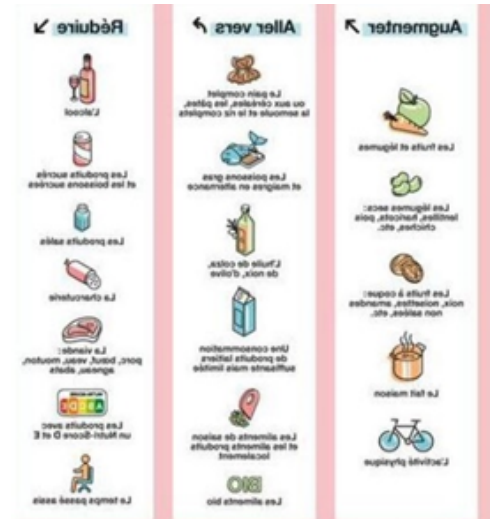 Augmenter
Les fruits et légumes
Les légumes secs:
lentilles, haricots, pois
chiches, etc.
Les fruits à coque:
noix, noisettes, amandes
non salées, etc.
Le fait maison
L'activité physique
Aller vers
Le pain complet
ou aux céréales, les pâtes,
la semoule et le riz complets
Les poissons gras
et maigres en alternance
L'huile de colza,
de noix, d'olive
Une consommation
de produits laitiers
suffisante mais limitée
Les aliments de saison
et les aliments produits
localement
BIO
Les aliments bio
Réduire
L'alcool
Les produits sucrés
et les boissons sucrées
Les produits salés
La charcuterie
La viande:
porc, bœuf, veau, mouton,
agneau, abats
NUTRI-SCORE
A B C D E
Les produits avec
un Nutri-Score D et E
Le temps passé assis